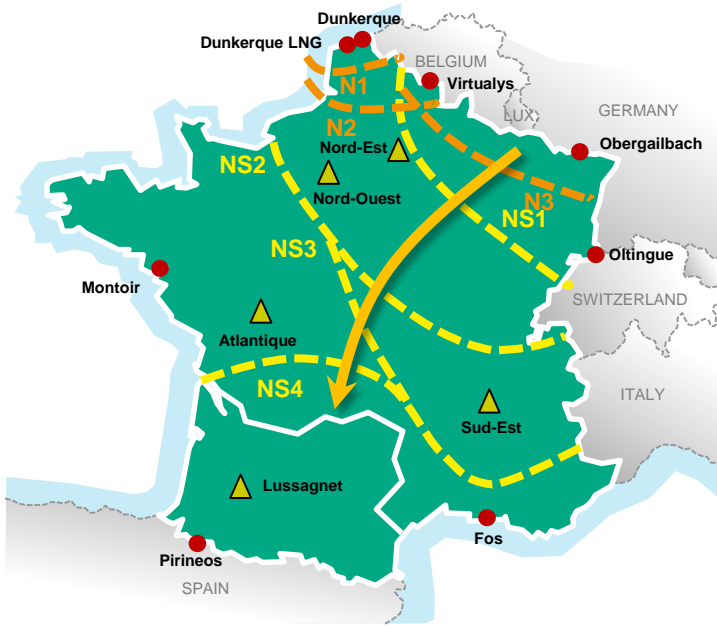 Dunkerque
Dunkerque LNG
BELGIUM
N1
Virtualys
GERMANY
LUX
N2
Nord-Est
Obergailbach
NS2
Nord-Ouest
N3
NS1
NS3
Oltingue
Montoir
SWITZERLAND
Atlantique
NS4
ITALY
Sud-Est
Lussagnet
Fos
Pirineos
SPAIN